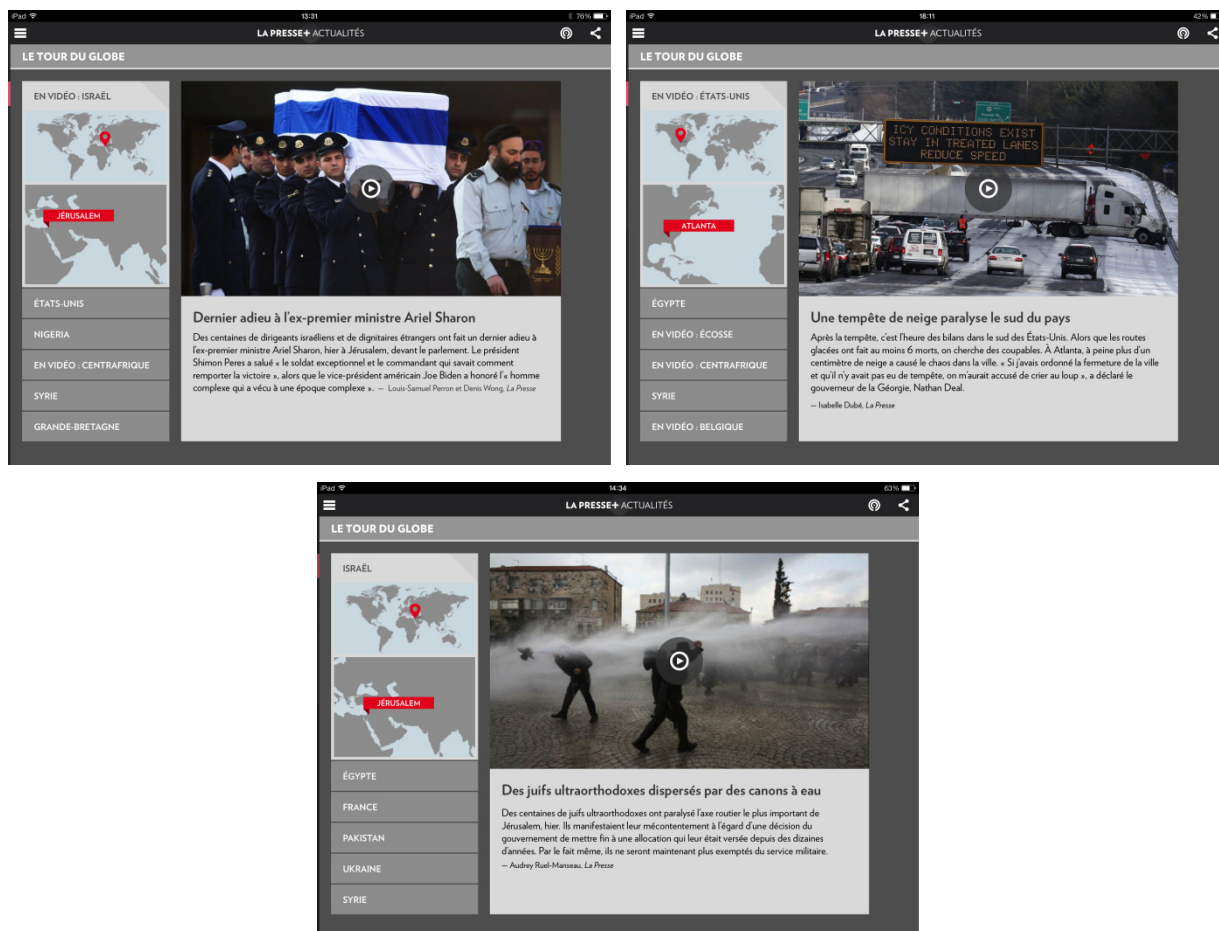 iPad 13:31 76%
LA PRESSE+ ACTUALITÉS
LE TOUR DU GLOBE
EN VIDÉO : ISRAËL
JÉRUSALEM
ÉTATS-UNIS
NIGERIA
EN VIDÉO : CENTRAFRIQUE
SYRIE
GRANDE-BRETAGNE
Dernier adieu à l'ex-premier ministre Ariel Sharon
Des centaines de dirigeants israéliens et de dignitaires étrangers ont fait un dernier adieu à
l'ex-premier ministre Ariel Sharon, hier à Jérusalem, devant le parlement. Le président
Shimon Peres a salué « le soldat exceptionnel et le commandant qui savait comment
remporter la victoire », alors que le vice-président américain Joe Biden a honoré l'« homme
complexe qui a vécu à une époque complexe ». — Louis-Samuel Perron et Denis Wong, La Presse
iPad 18:11 42%
LA PRESSE+ ACTUALITÉS
LE TOUR DU GLOBE
EN VIDÉO : ÉTATS-UNIS
ATLANTA
ÉGYPTE
EN VIDÉO : ÉCOSSE
EN VIDÉO : CENTRAFRIQUE
SYRIE
EN VIDÉO : BELGIQUE
ICY CONDITIONS EXIST
STAY IN TREATED LANES
REDUCE SPEED
Une tempête de neige paralyse le sud du pays
Après la tempête, c'est l'heure des bilans dans le sud des États-Unis. Alors que les routes
glacées ont fait au moins 6 morts, on cherche des coupables. À Atlanta, à peine plus d'un
centimètre de neige a causé le chaos dans la ville. « Si j'avais ordonné la fermeture de la ville
et qu'il n'y avait pas eu de tempête, on m'aurait accusé de crier au loup », a déclaré le
gouverneur de la Géorgie, Nathan Deal.
— Isabelle Dubé, La Presse
iPad 14:34 63%
LA PRESSE+ ACTUALITÉS
LE TOUR DU GLOBE
ISRAËL
JÉRUSALEM
ÉGYPTE
FRANCE
PAKISTAN
UKRAINE
SYRIE
Des juifs ultraorthodoxes dispersés par des canons à eau
Des centaines de juifs ultraorthodoxes ont paralysé l'axe routier le plus important de
Jérusalem, hier. Ils manifestaient leur mécontentement à l'égard d'une décision du
gouvernement de mettre fin à une allocation qui leur était versée depuis des dizaines
d'années. Par le fait même, ils ne seront maintenant plus exemptés du service militaire.
— Audrey Ruel-Manseau, La Presse